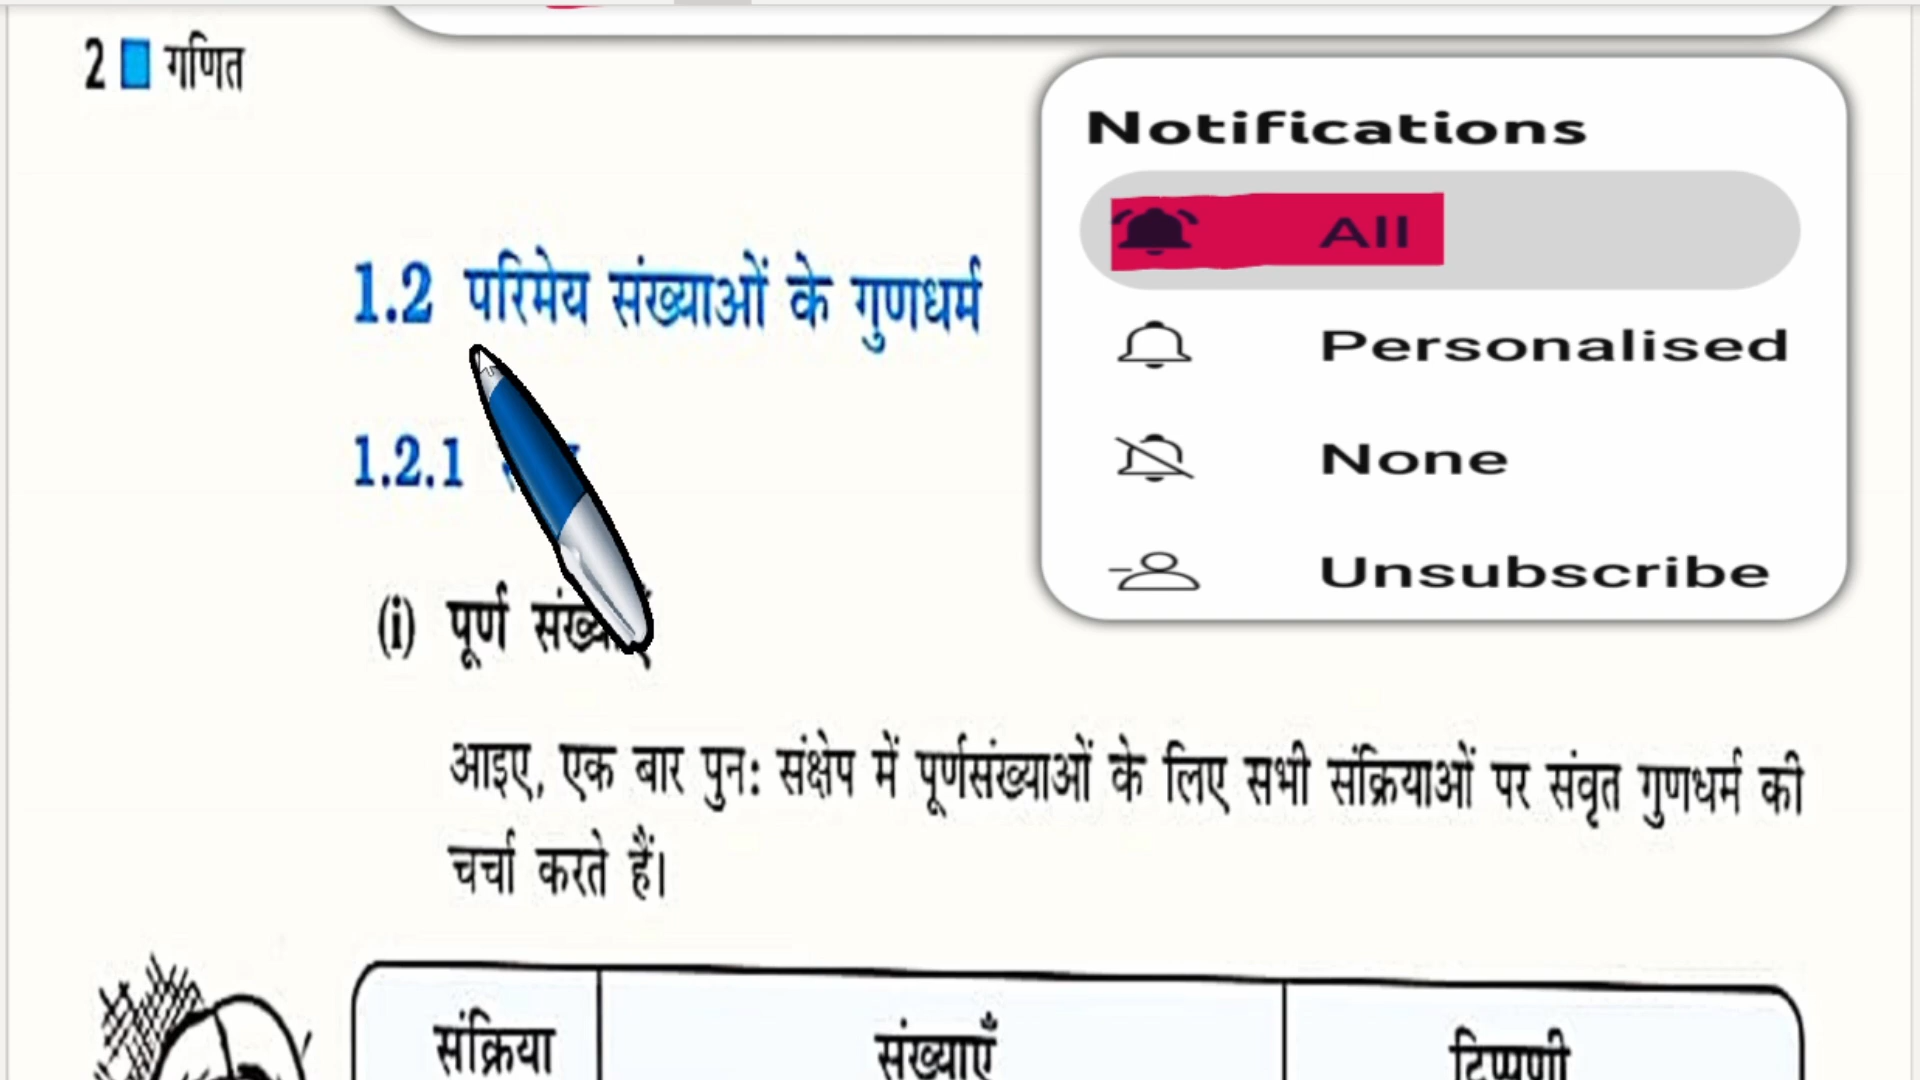 2 गणित
Notifications
All
Personalised
None
Unsubscribe
1.2 परिमेय संख्याओं के गुणधर्म
1.2.1
(i) पूर्ण
आइए, एक बार पुन: संक्षेप में पूर्णसंख्याओं के लिए सभी संक्रियाओं पर संवृत गुणधर्म की
चर्चा करते हैं।
संक्रिया संख्याएँ टिप्पणी